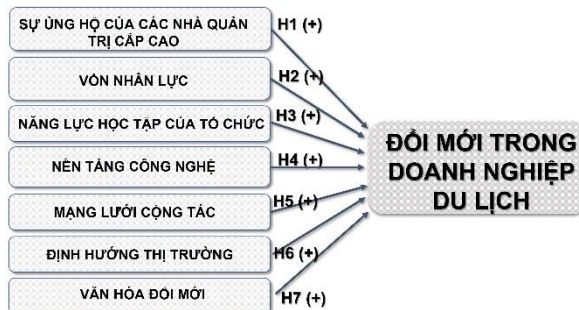 SỰ ỦNG HỘ CỦA CÁC NHÀ QUẢN
TRỊ CẤP CAO
H1 (+)
VỐN NHÂN LỰC
H2 (+)
NĂNG LỰC HỌC TẬP CỦA TỔ CHỨC
H3 (+)
NỀN TẢNG CÔNG NGHỆ
H4 (+)
MẠNG LƯỚI CỘNG TÁC
H5 (+)
ĐỊNH HƯỚNG THỊ TRƯỜNG
H6 (+)
VĂN HÓA ĐỔI MỚI
H7 (+)
ĐỔI MỚI TRONG
DOANH NGHIỆP
DU LỊCH